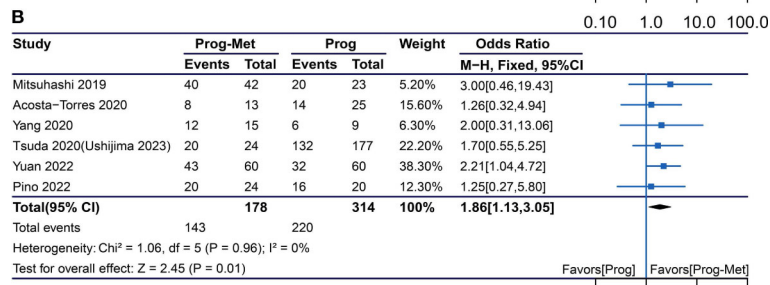 B
0.10 1.0 10.0 100.0
Study Prog-Met Prog Weight Odds Ratio
Events Total Events Total M-H, Fixed, 95%CI
Mitsuhashi 2019 40 42 20 23 5.20% 3.00[0.46,19.43]
Acosta-Torres 2020 8 13 14 25 15.60% 1.26[0.32,4.94]
Yang 2020 12 15 6 9 6.30% 2.00[0.31,13.06]
Tsuda 2020(Ushijima 2023) 20 24 132 177 22.20% 1.70[0.55,5.25]
Yuan 2022 43 60 32 60 38.30% 2.21[1.04,4.72]
Pino 2022 20 24 16 20 12.30% 1.25[0.27,5.80]
Total(95% CI) 178 314 100% 1.86[1.13,3.05]
Total events 143 220
Heterogeneity: Chi² = 1.06, df = 5 (P = 0.96); I² = 0%
Test for overall effect: Z = 2.45 (P = 0.01) Favors[Prog] Favors[Prog-Met]